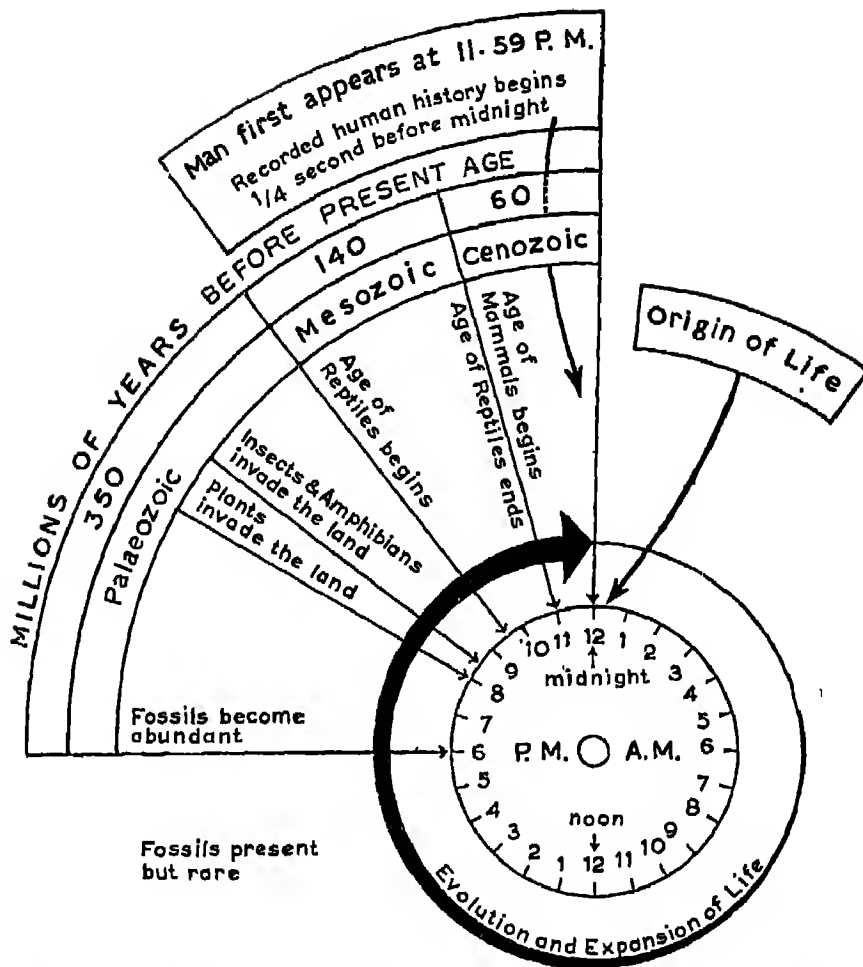 Man first appears at 11.59 P.M.
Recorded human history begins
1/4 second before midnight
MILLIONS OF YEARS BEFORE PRESENT AGE
350
140
60
Palaeozoic
Mesozoic
Cenozoic
Origin of Life
Age of
Mammals begins
Age of Reptiles ends
Age of
Reptiles begins
Insects & Amphibians
invade the land
Plants
invade the land
Fossils become
abundant
Fossils present
but rare
12
1
2
3
4
5
6
7
8
9
10
11
12
1
2
3
4
5
6
7
8
9
10
11
midnight
P.M.
A.M.
noon
Evolution and Expansion of Life